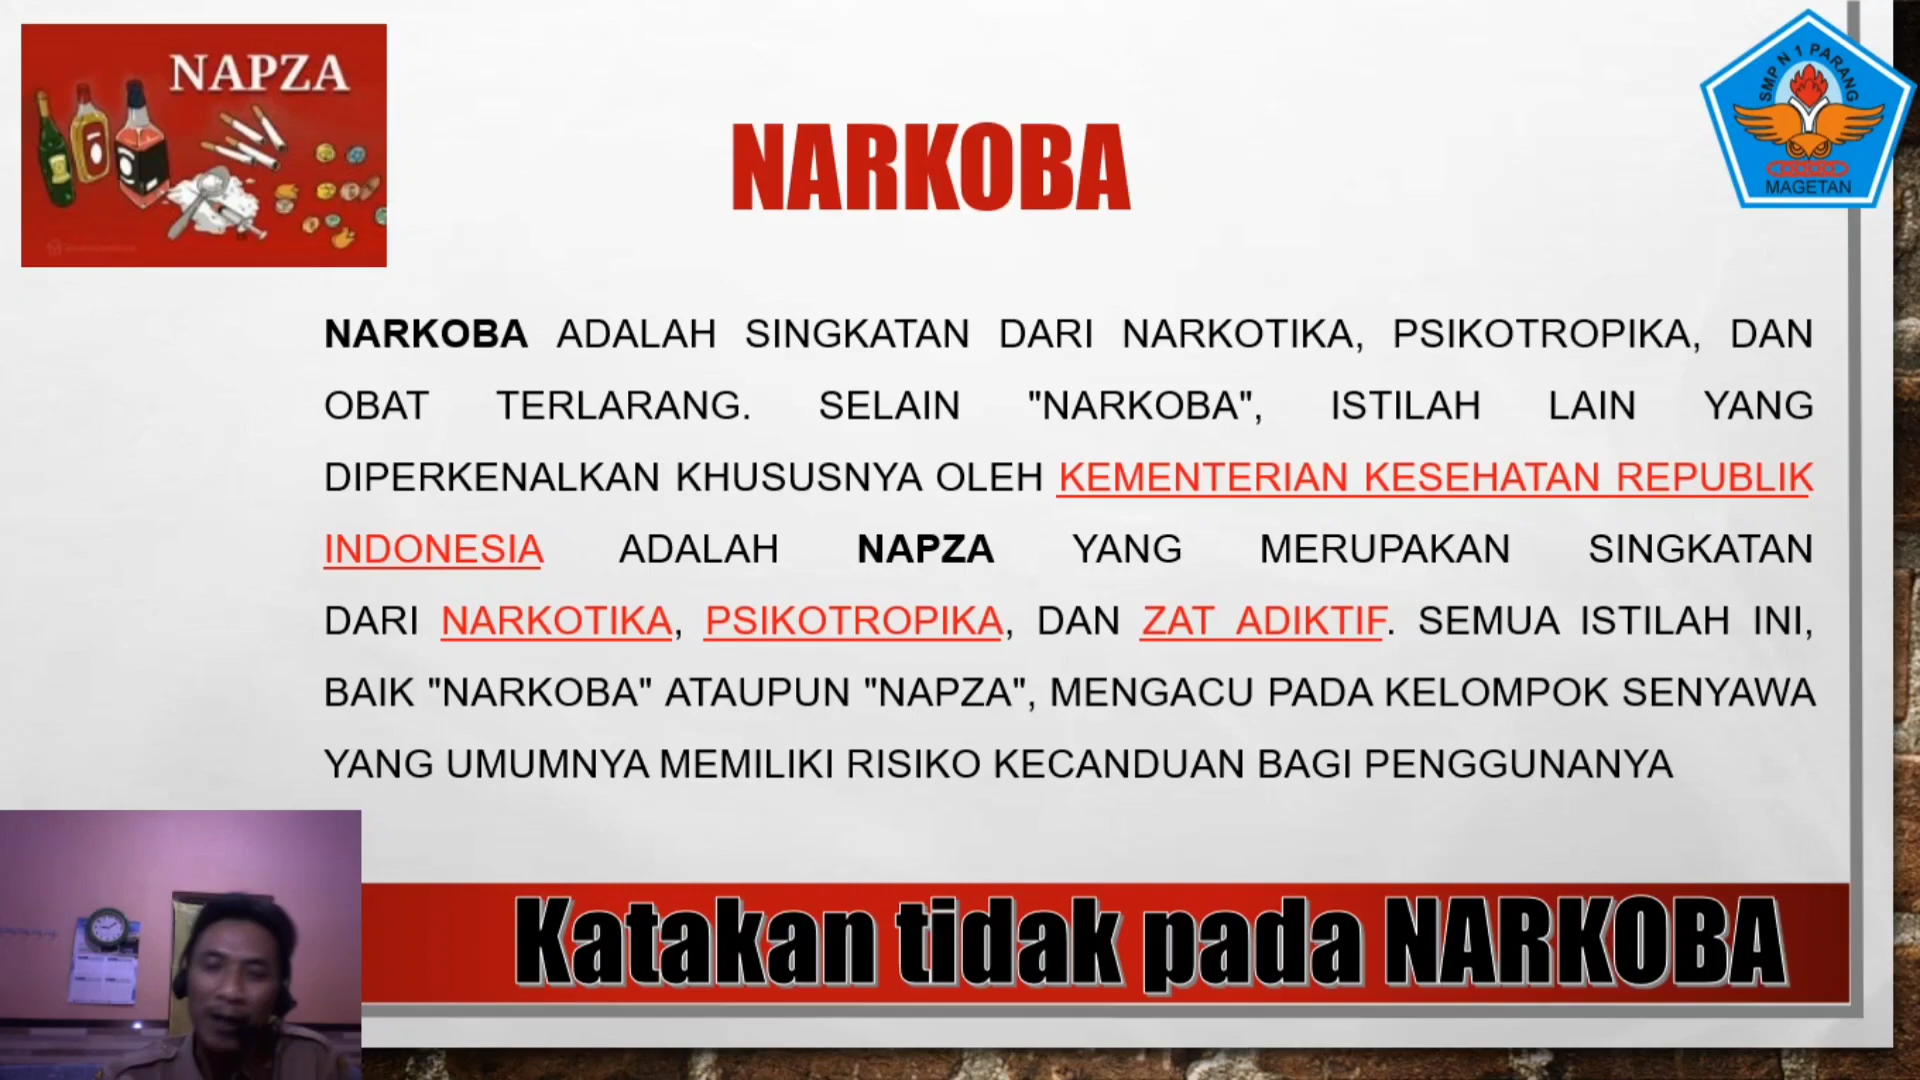 NAPZA
SMP N 1 PARANG
MAGETAN
NARKOBA
NARKOBA ADALAH SINGKATAN DARI NARKOTIKA, PSIKOTROPIKA, DAN
OBAT TERLARANG. SELAIN "NARKOBA", ISTILAH LAIN YANG
DIPERKENALKAN KHUSUSNYA OLEH KEMENTERIAN KESEHATAN REPUBLIK
INDONESIA ADALAH NAPZA YANG MERUPAKAN SINGKATAN
DARI NARKOTIKA, PSIKOTROPIKA, DAN ZAT ADIKTIF. SEMUA ISTILAH INI,
BAIK "NARKOBA" ATAUPUN "NAPZA", MENGACU PADA KELOMPOK SENYAWA
YANG UMUMNYA MEMILIKI RISIKO KECANDUAN BAGI PENGGUNANYA
Katakan tidak pada NARKOBA